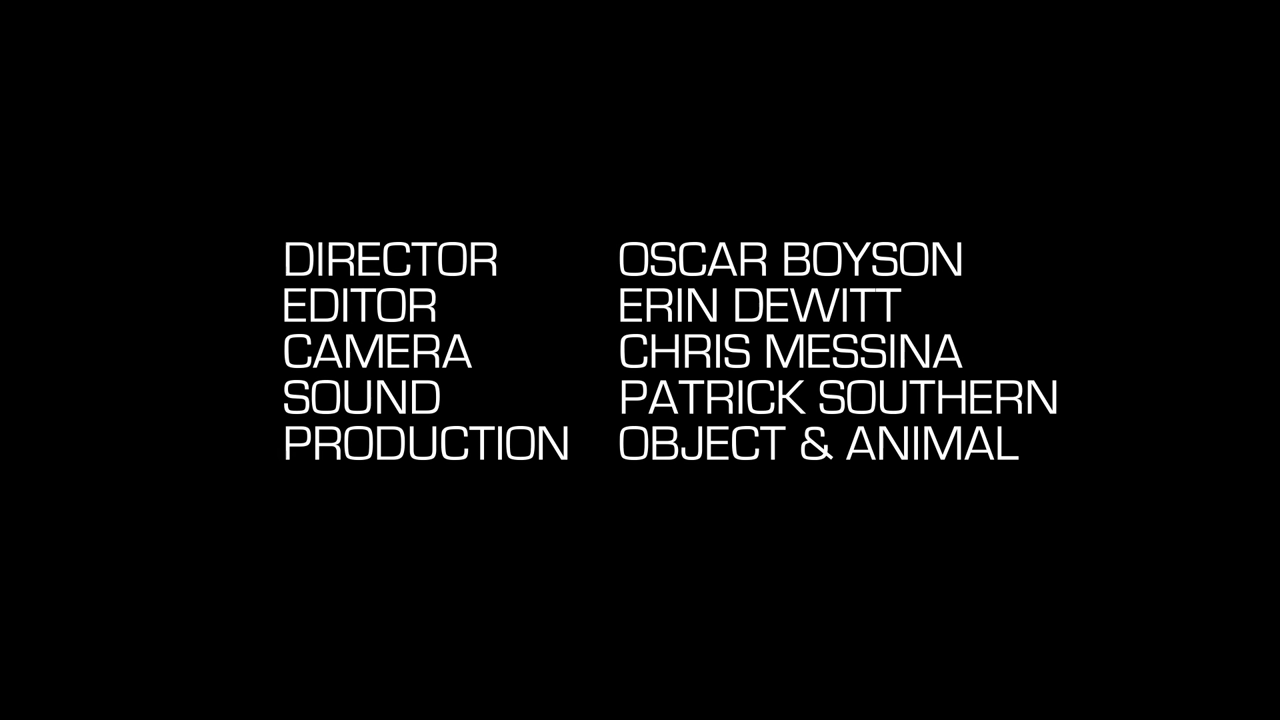 DIRECTOR OSCAR BOYSON
EDITOR ERIN DEWITT
CAMERA CHRIS MESSINA
SOUND PATRICK SOUTHERN
PRODUCTION OBJECT & ANIMAL